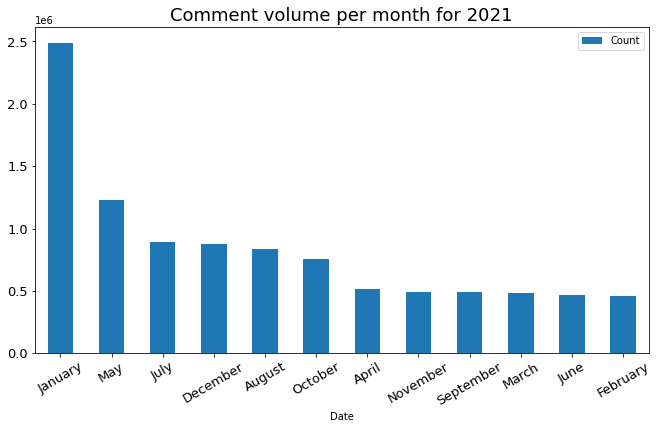 Comment volume per month for 2021
1e6
Count
2.5
2.0
1.5
1.0
0.5
0.0
January May July December August October April November September March June February
Date